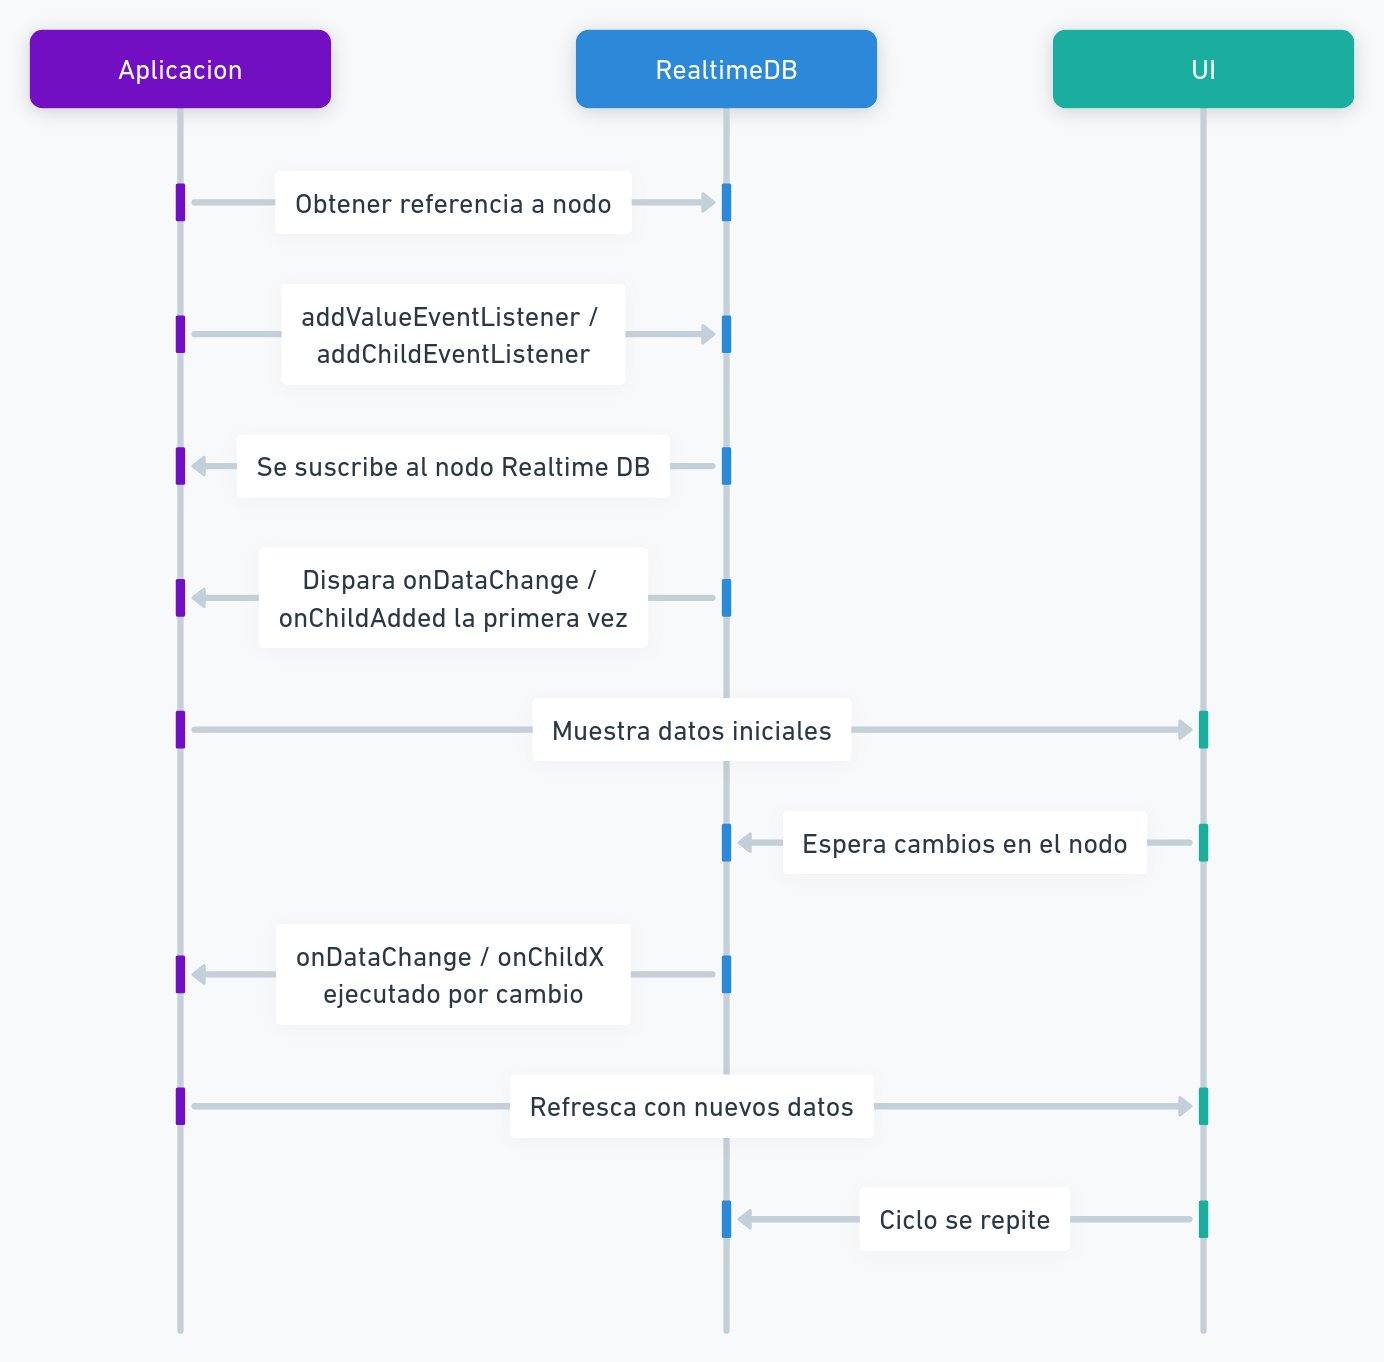 Aplicacion
RealtimeDB
UI
Obtener referencia a nodo
addValueEventListener /
addChildEventListener
Se suscribe al nodo Realtime DB
Dispara onDataChange /
onChildAdded la primera vez
Muestra datos iniciales
Espera cambios en el nodo
onDataChange / onChildX
ejecutado por cambio
Refresca con nuevos datos
Ciclo se repite